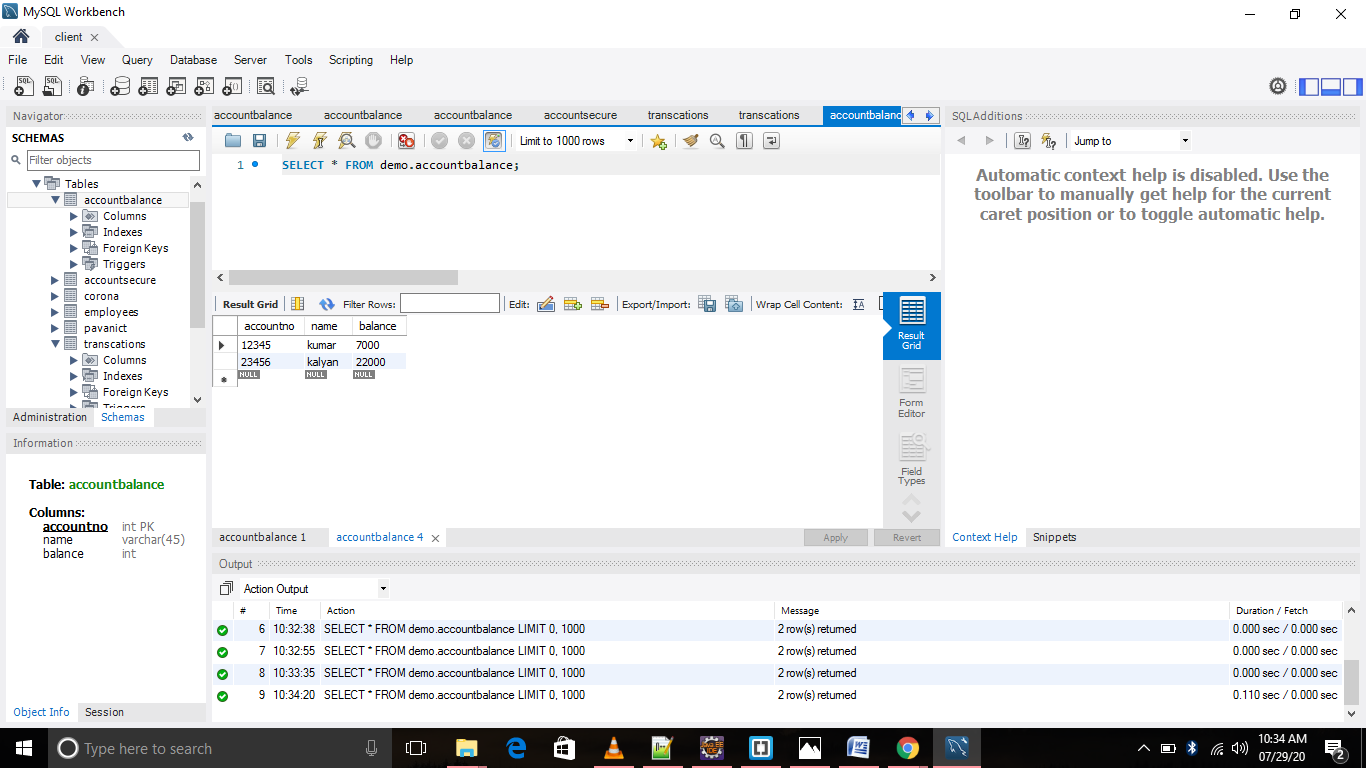 MySQL Workbench
client
File Edit View Query Database Server Tools Scripting Help
Navigator
SCHEMAS
Filter objects
Tables
accountbalance
Columns
Indexes
Foreign Keys
Triggers
accountsecure
corona
employees
pavanict
transcations
Columns
Indexes
Foreign Keys
Triggers
Administration Schemas
Information
Table: accountbalance
Columns:
accountno int PK
name varchar(45)
balance int
Object Info Session
accountbalance accountbalance accountbalance accountsecure transcations transcations accountbalanc
Limit to 1000 rows
1 SELECT * FROM demo.accountbalance;
Result Grid Filter Rows: Edit: Export/Import: Wrap Cell Content: IA
accountno name balance
12345 kumar 7000
23456 kalyan 22000
NULL NULL NULL
Result Grid
Form Editor
Field Types
accountbalance 1 accountbalance 4 Apply Revert
SQLAdditions
Jump to
Automatic context help is disabled. Use the
toolbar to manually get help for the current
caret position or to toggle automatic help.
Context Help Snippets
Output
Action Output
# Time Action Message Duration / Fetch
6 10:32:38 SELECT * FROM demo.accountbalance LIMIT 0, 1000 2 row(s) returned 0.000 sec / 0.000 sec
7 10:32:55 SELECT * FROM demo.accountbalance LIMIT 0, 1000 2 row(s) returned 0.000 sec / 0.000 sec
8 10:33:35 SELECT * FROM demo.accountbalance LIMIT 0, 1000 2 row(s) returned 0.000 sec / 0.000 sec
9 10:34:20 SELECT * FROM demo.accountbalance LIMIT 0, 1000 2 row(s) returned 0.110 sec / 0.000 sec
Type here to search
10:34 AM
07/29/20
2